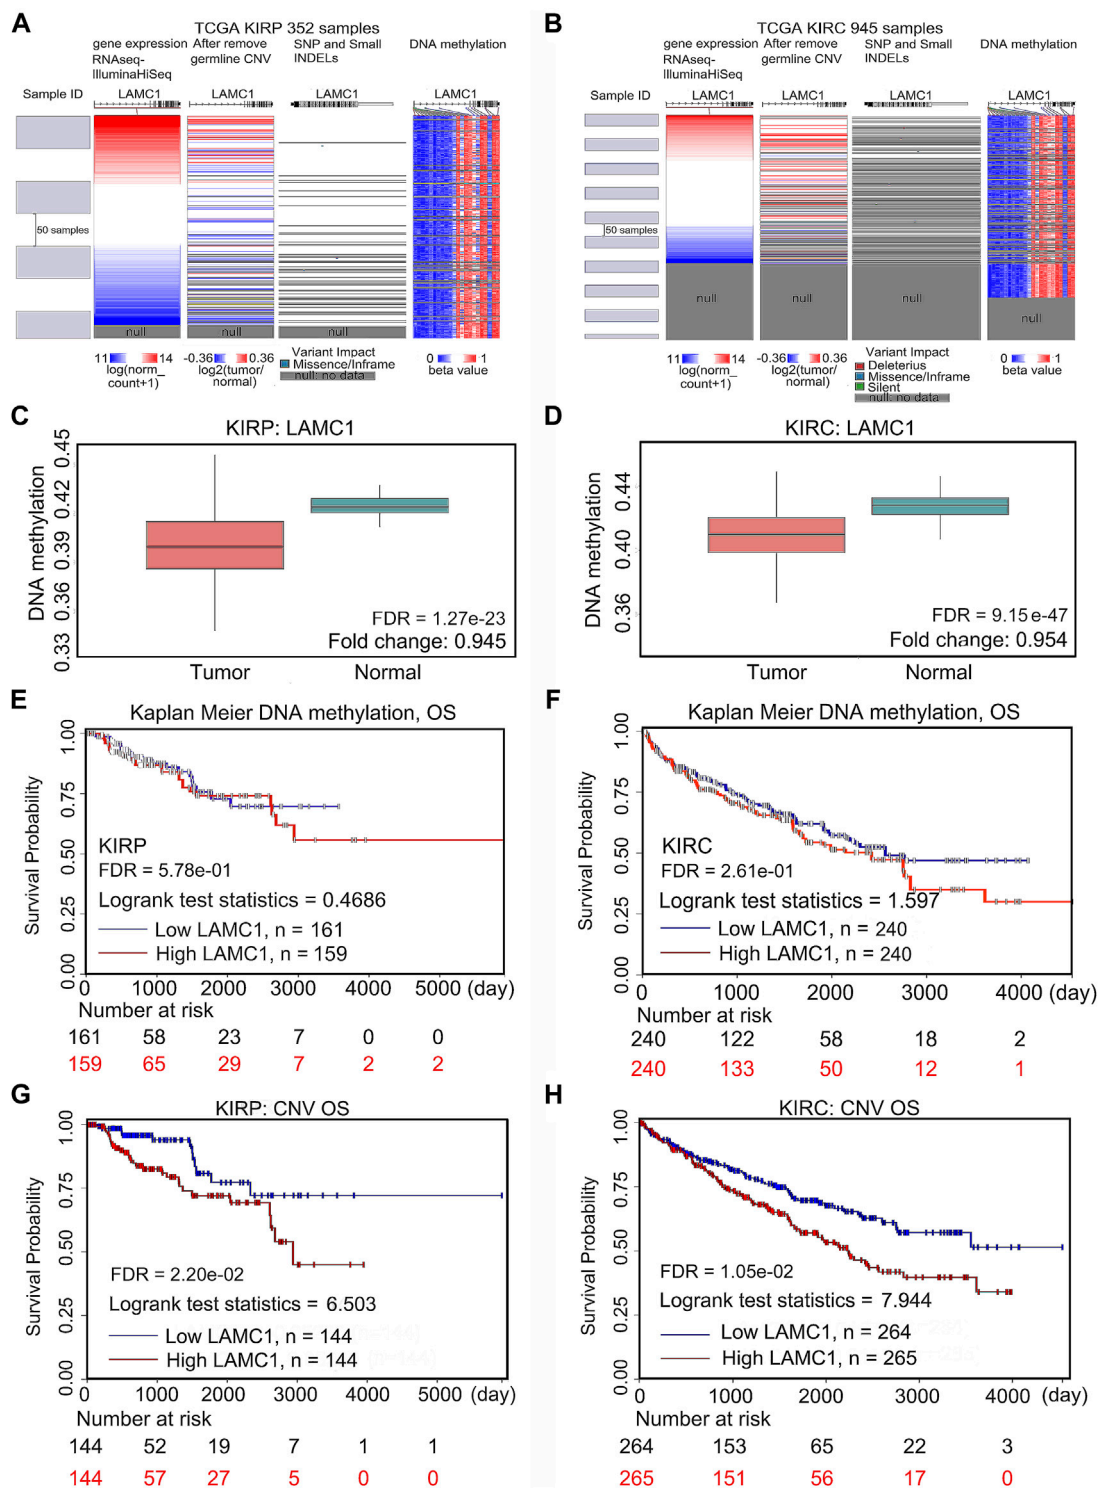 A
TCGA KIRP 352 samples
gene expression
RNAseq-
IlluminaHiSeq
After remove
germline CNV
SNP and Small
INDELs
DNA methylation
Sample ID
LAMC1
LAMC1
LAMC1
LAMC1
50 samples
null
null
null
11 14
log(norm_
count+1)
-0.36 0.36
log2(tumor/
normal)
Variant Impact
Missence/Inframe
null: no data
0 1
beta value
B
TCGA KIRC 945 samples
gene expression
RNAseq-
IlluminaHiSeq
After remove
germline CNV
SNP and Small
INDELs
DNA methylation
Sample ID
LAMC1
LAMC1
LAMC1
LAMC1
50 samples
null
null
null
null
11 14
log(norm_
count+1)
-0.36 0.36
log2(tumor/
normal)
Variant Impact
Deleterius
Missence/Inframe
Silent
null: no data
0 1
beta value
C
KIRP: LAMC1
DNA methylation
0.45
0.42
0.39
0.36
0.33
FDR = 1.27e-23
Fold change: 0.945
Tumor Normal
D
KIRC: LAMC1
DNA methylation
0.44
0.40
0.36
FDR = 9.15e-47
Fold change: 0.954
Tumor Normal
E
Kaplan Meier DNA methylation, OS
Survival Probability
1.00
0.75
0.50
0.25
0.00
KIRP
FDR = 5.78e-01
Logrank test statistics = 0.4686
Low LAMC1, n = 161
High LAMC1, n = 159
0 1000 2000 3000 4000 5000 (day)
Number at risk
161 58 23 7 0 0
159 65 29 7 2 2
F
Kaplan Meier DNA methylation, OS
Survival Probability
1.00
0.75
0.50
0.25
0.00
KIRC
FDR = 2.61e-01
Logrank test statistics = 1.597
Low LAMC1, n = 240
High LAMC1, n = 240
0 1000 2000 3000 4000 (day)
Number at risk
240 122 58 18 2
240 133 50 12 1
G
KIRP: CNV OS
Survival Probability
1.00
0.75
0.50
0.25
0.00
FDR = 2.20e-02
Logrank test statistics = 6.503
Low LAMC1, n = 144
High LAMC1, n = 144
0 1000 2000 3000 4000 5000 (day)
Number at risk
144 52 19 7 1 1
144 57 27 5 0 0
H
KIRC: CNV OS
Survival Probability
1.00
0.75
0.50
0.25
0.00
FDR = 1.05e-02
Logrank test statistics = 7.944
Low LAMC1, n = 264
High LAMC1, n = 265
0 1000 2000 3000 4000 (day)
Number at risk
264 153 65 22 3
265 151 56 17 0